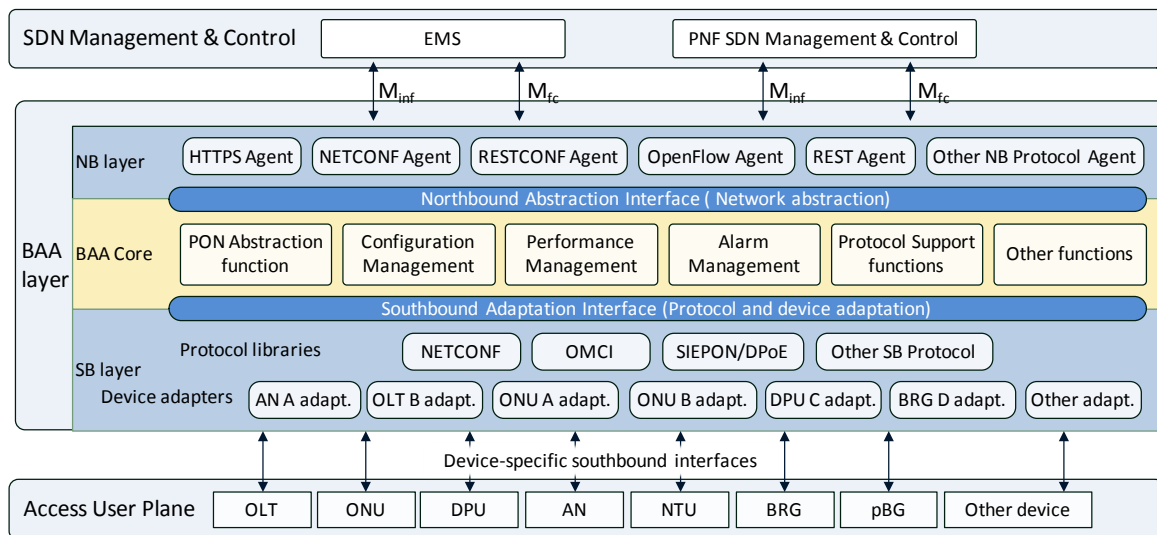 SDN Management & Control
EMS
PNF SDN Management & Control
Minf
Mfc
Minf
Mfc
BAA
layer
NB layer
HTTPS Agent
NETCONF Agent
RESTCONF Agent
OpenFlow Agent
REST Agent
Other NB Protocol Agent
Northbound Abstraction Interface ( Network abstraction)
BAA Core
PON Abstraction
function
Configuration
Management
Performance
Management
Alarm
Management
Protocol Support
functions
Other functions
Southbound Adaptation Interface (Protocol and device adaptation)
SB layer
Protocol libraries
NETCONF
OMCI
SIEPON/DPoE
Other SB Protocol
Device adapters
AN A adapt.
OLT B adapt.
ONU A adapt.
ONU B adapt.
DPU C adapt.
BRG D adapt.
Other adapt.
Device-specific southbound interfaces
Access User Plane
OLT
ONU
DPU
AN
NTU
BRG
pBG
Other device